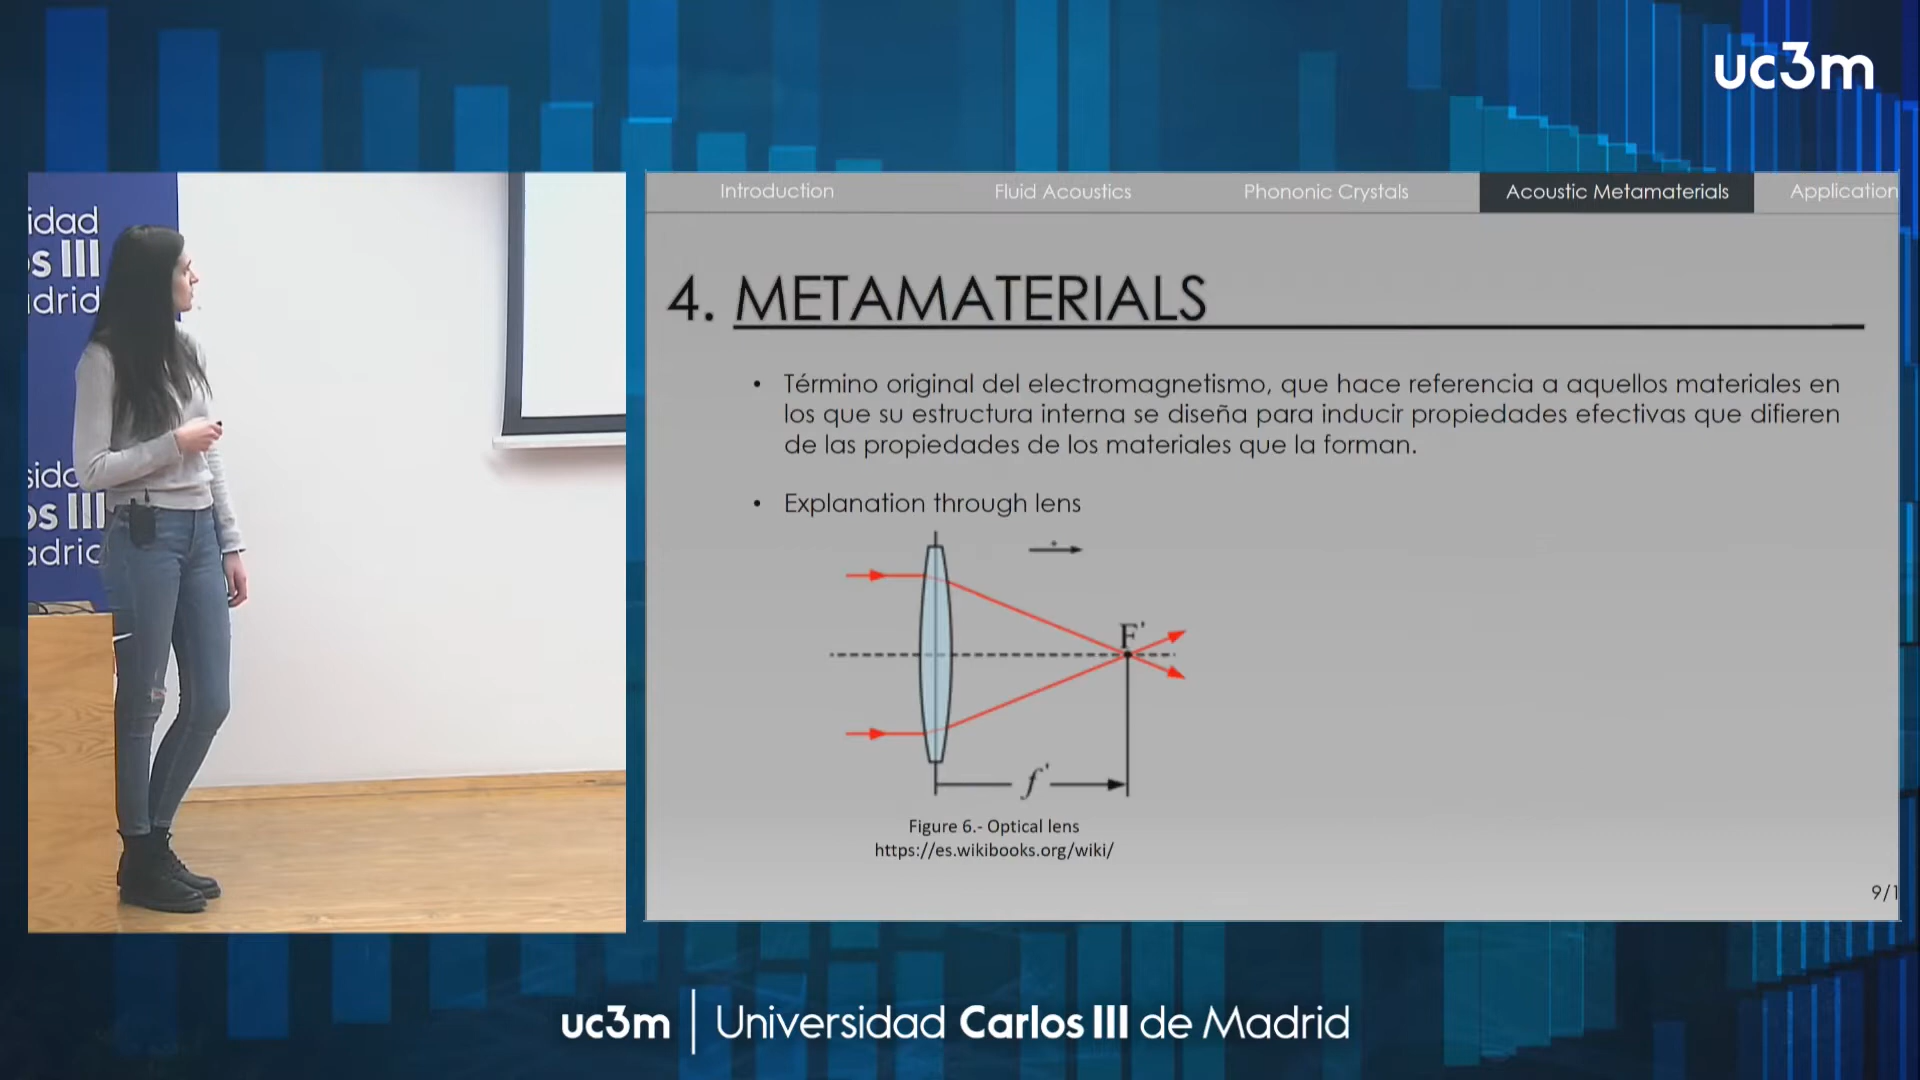 uc3m
idad
s III
drid
sida
os III
adric
Introduction
Fluid Acoustics
Phononic Crystals
Acoustic Metamaterials
Application
4. METAMATERIALS
• Término original del electromagnetismo, que hace referencia a aquellos materiales en
los que su estructura interna se diseña para inducir propiedades efectivas que difieren
de las propiedades de los materiales que la forman.
• Explanation through lens
+
F'
f'
Figure 6.- Optical lens
https://es.wikibooks.org/wiki/
9/1
uc3m | Universidad Carlos III de Madrid